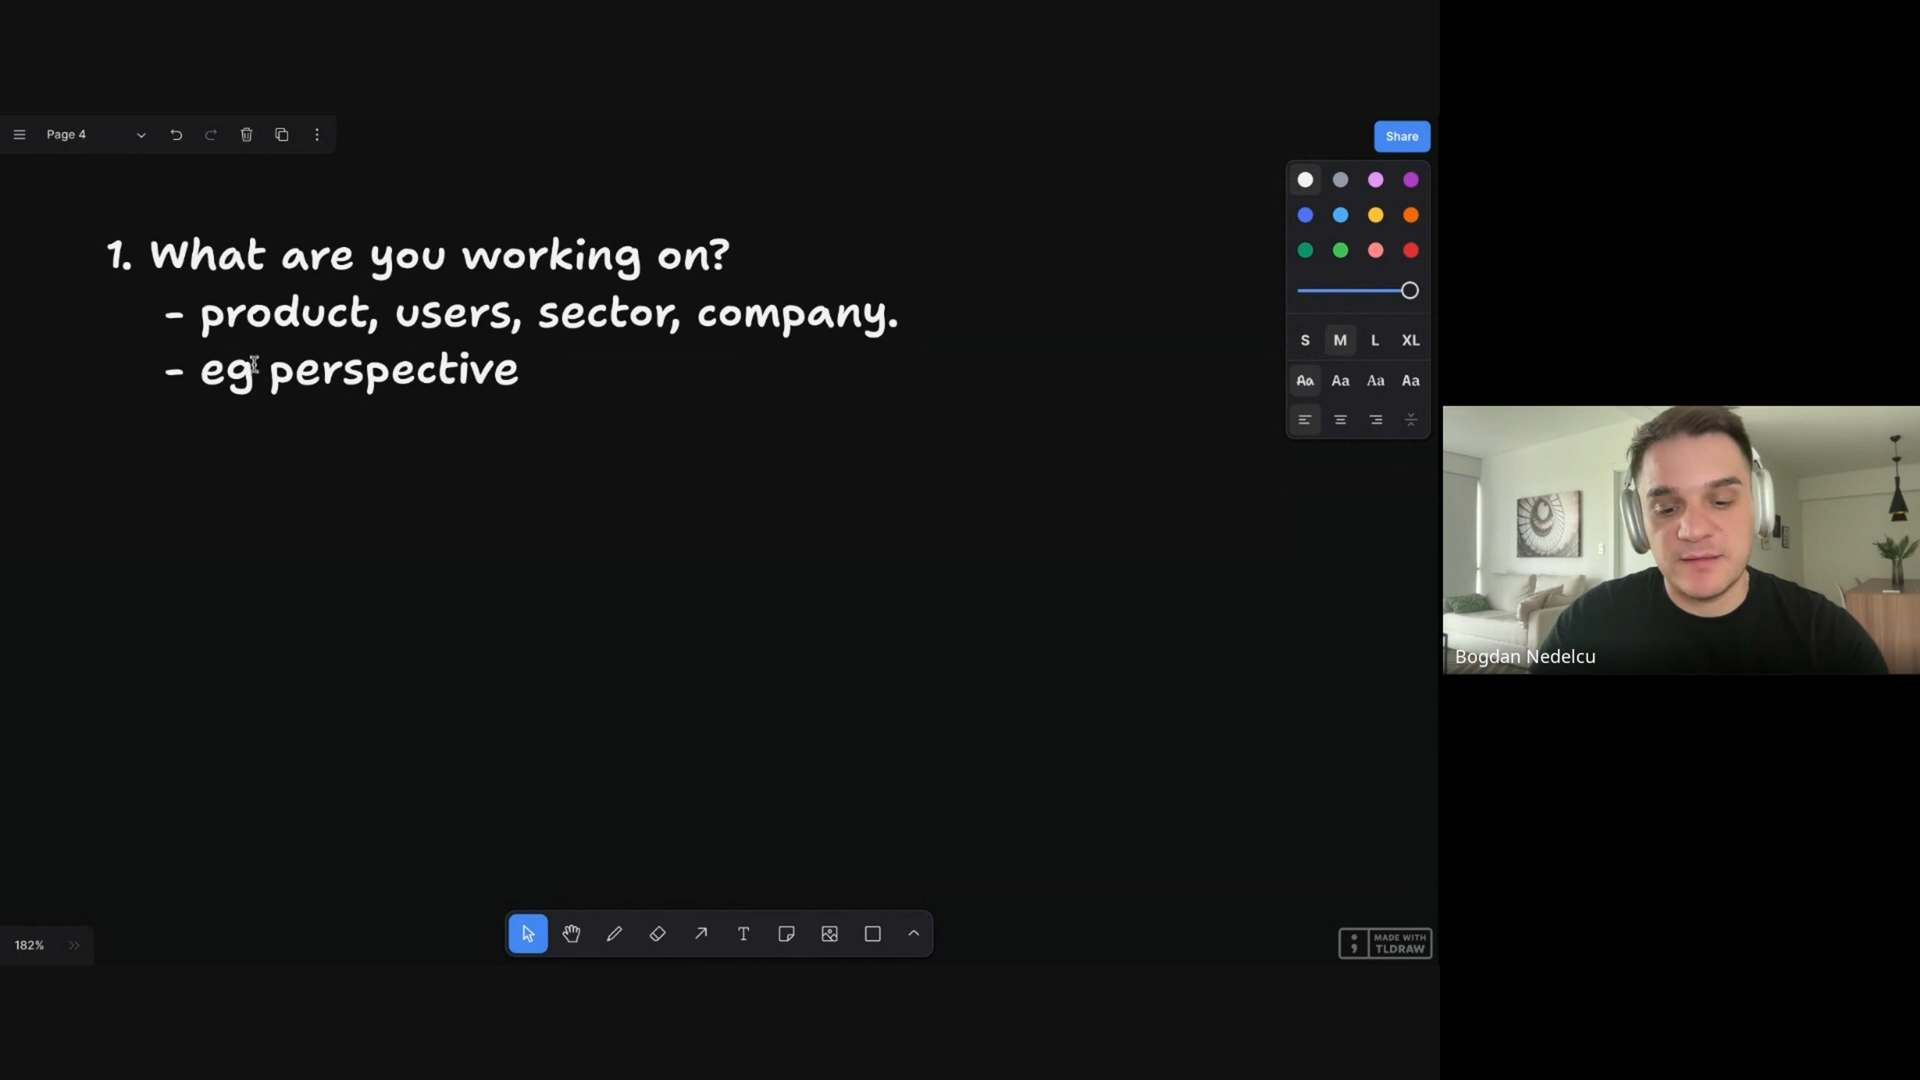 Page 4
Share
1. What are you working on?
- product, users, sector, company.
- eg perspective
S M L XL
Aa Aa Aa Aa
Bogdan Nedelcu
182%
T
MADE WITH
TLDRAW